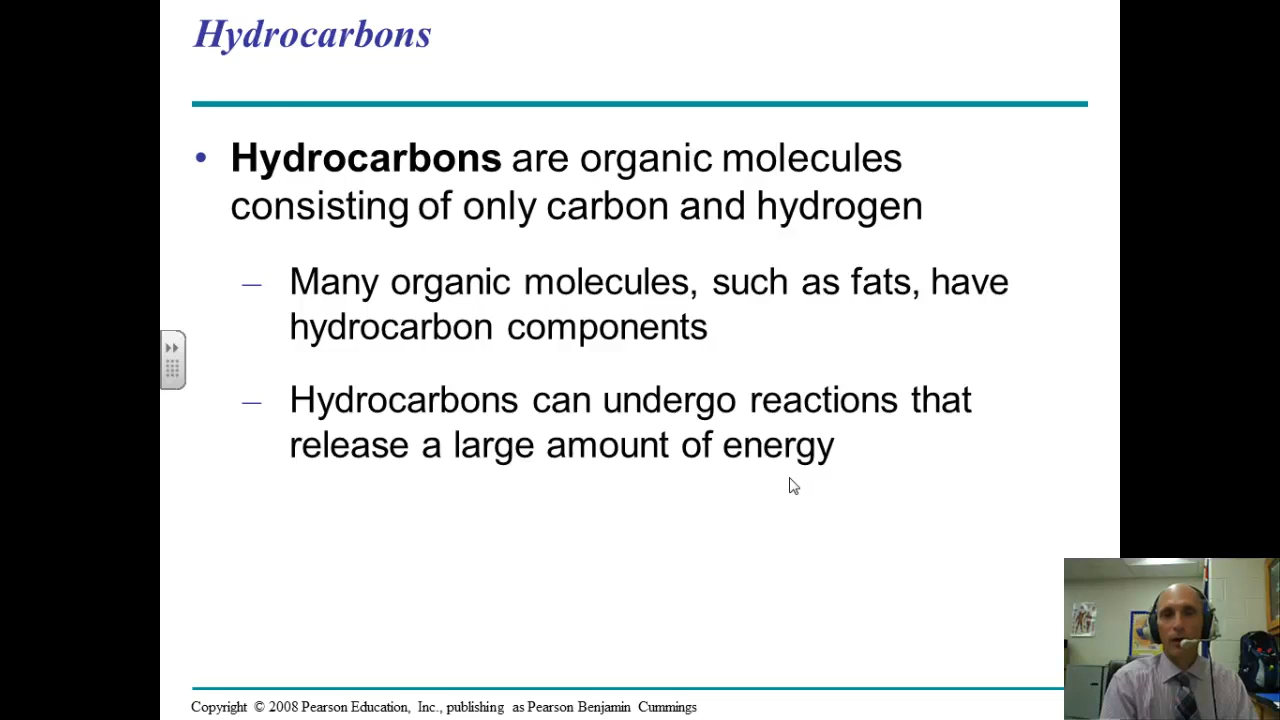 Hydrocarbons
• Hydrocarbons are organic molecules
consisting of only carbon and hydrogen
– Many organic molecules, such as fats, have
hydrocarbon components
– Hydrocarbons can undergo reactions that
release a large amount of energy
Copyright © 2008 Pearson Education, Inc., publishing as Pearson Benjamin Cummings